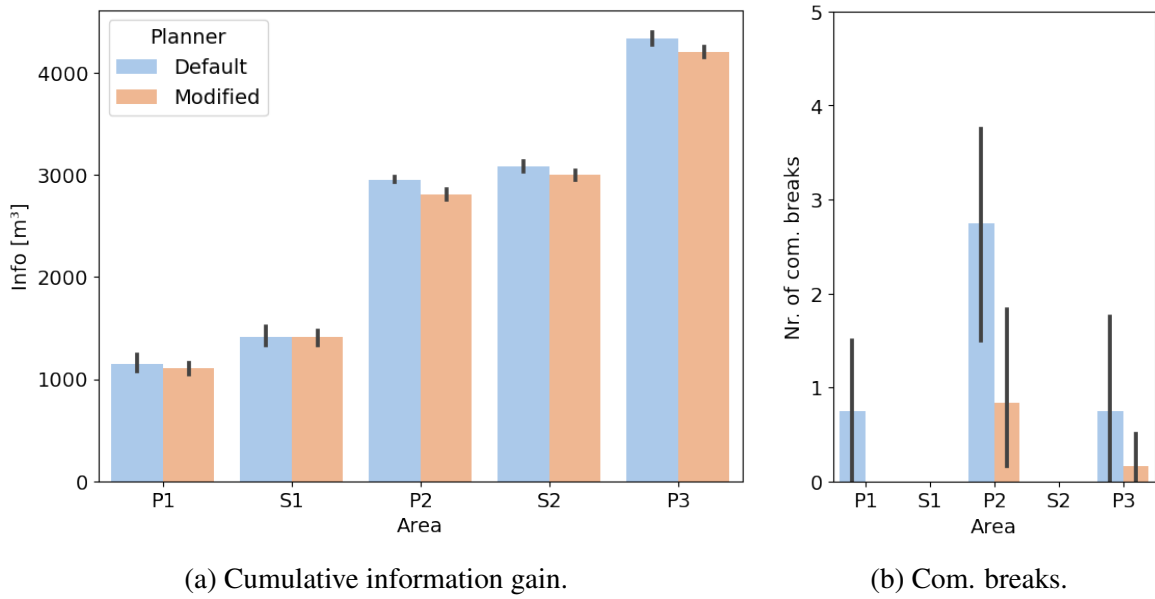 Planner
Default
Modified
4000
3000
2000
1000
0
Info [m³]
P1 S1 P2 S2 P3
Area
(a) Cumulative information gain.
5
4
3
2
1
0
Nr. of com. breaks
P1 S1 P2 S2 P3
Area
(b) Com. breaks.